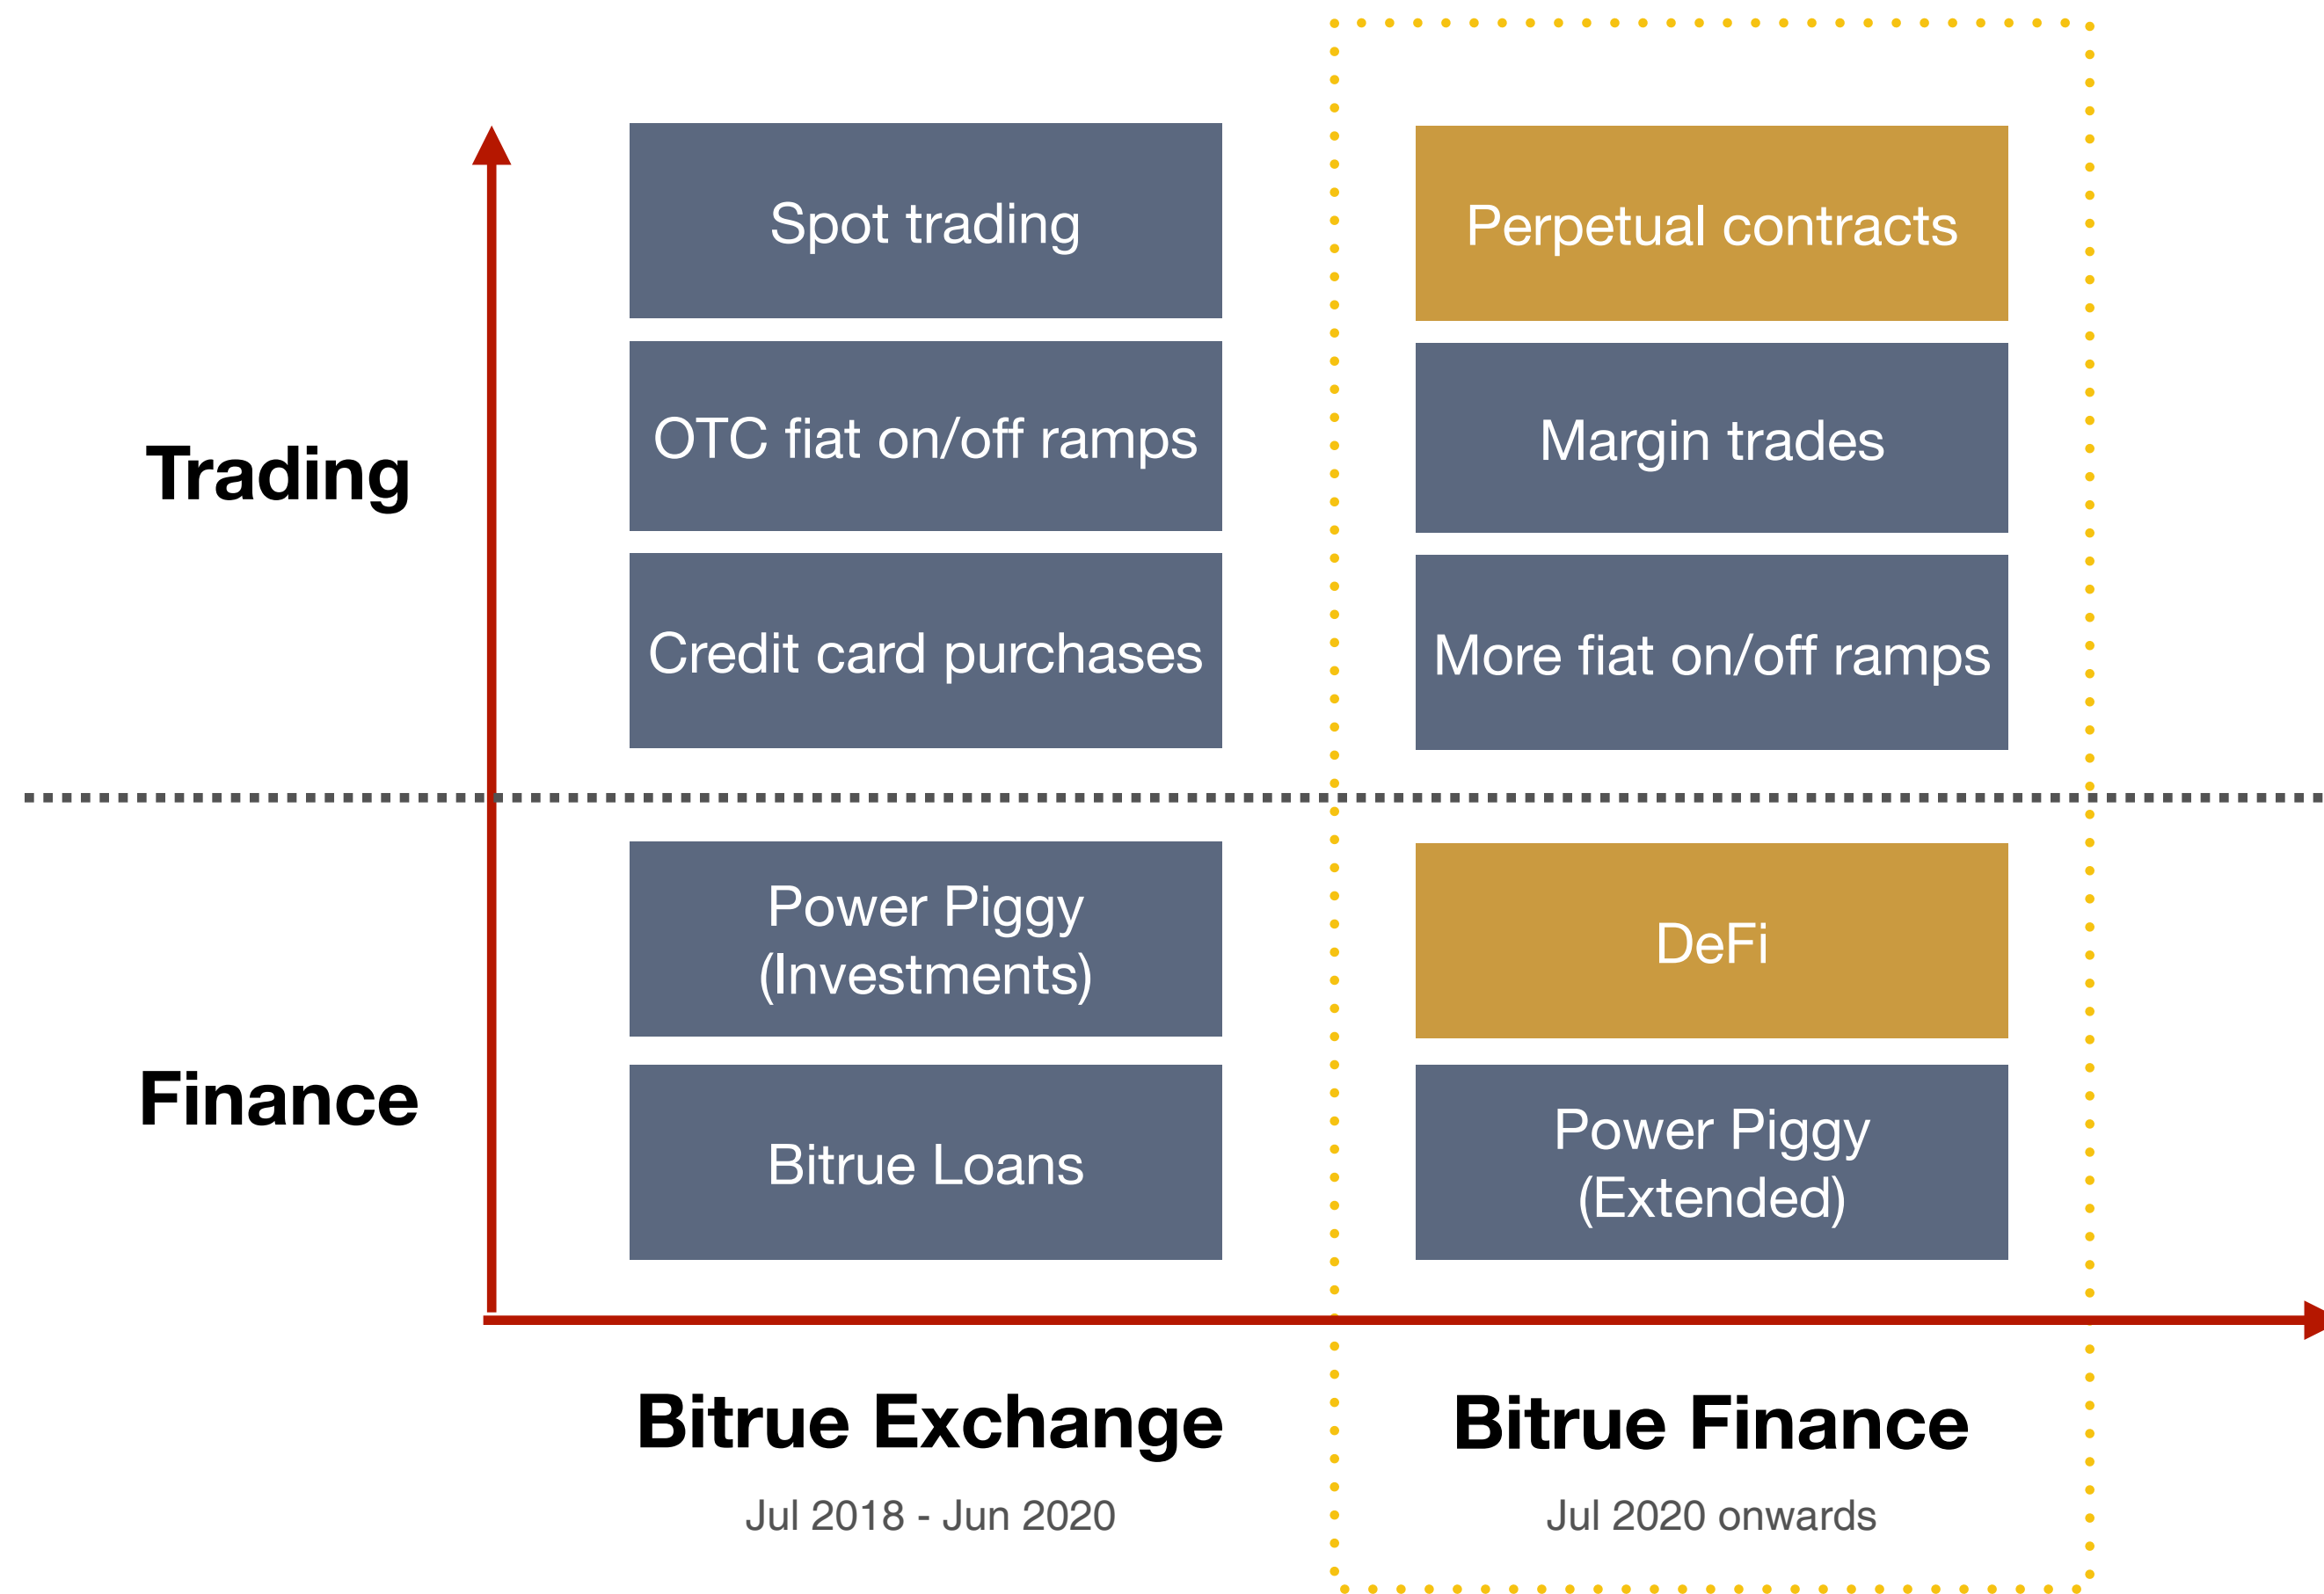 Spot trading
Perpetual contracts
OTC fiat on/off ramps
Margin trades
Trading
Credit card purchases
More fiat on/off ramps
Power Piggy
(Investments)
DeFi
Finance
Bitrue Loans
Power Piggy
(Extended)
Bitrue Exchange
Bitrue Finance
Jul 2018 - Jun 2020
Jul 2020 onwards